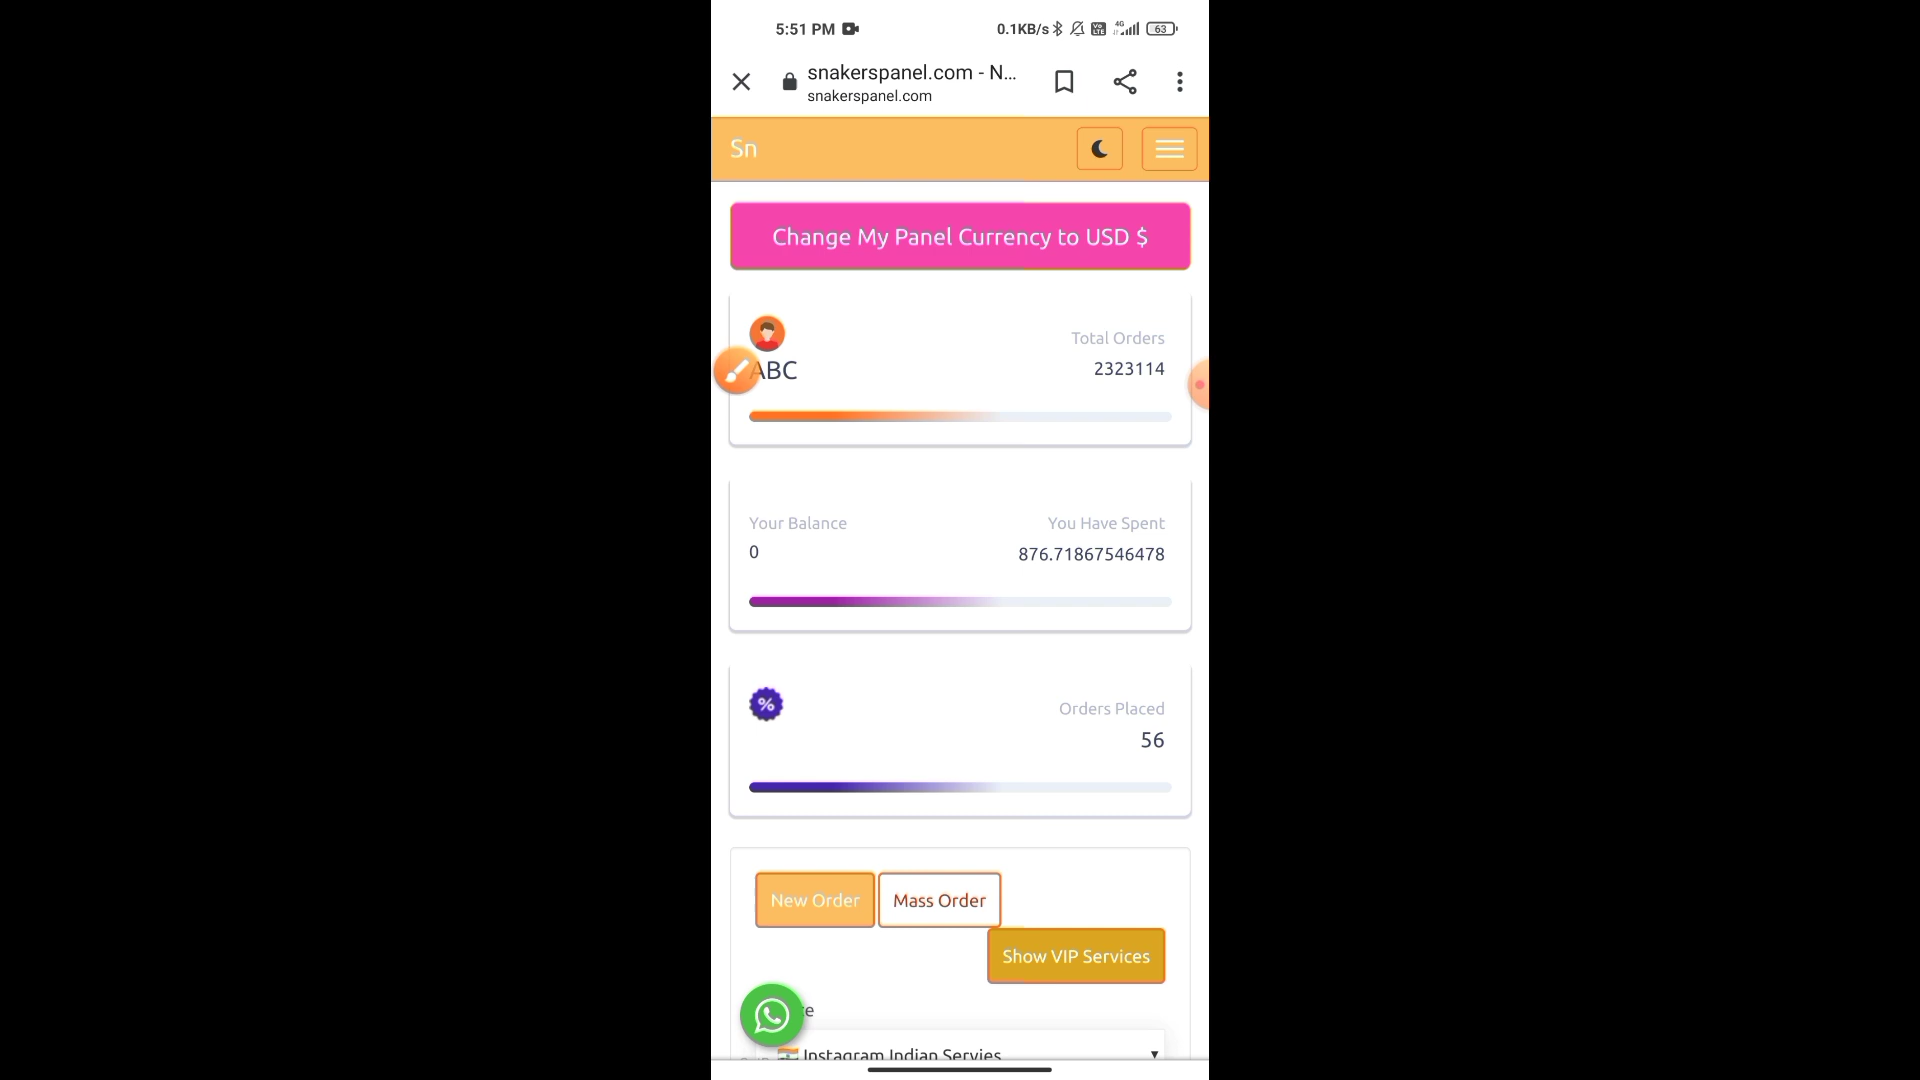 5:51 PM 0.1KB/s 4G 63
snakerspanel.com - N...
snakerspanel.com
Sn
Change My Panel Currency to USD $
Total Orders
ABC 2323114
Your Balance You Have Spent
0 876.71867546478
%
Orders Placed
56
New Order Mass Order
Show VIP Services
Instagram Indian Servies